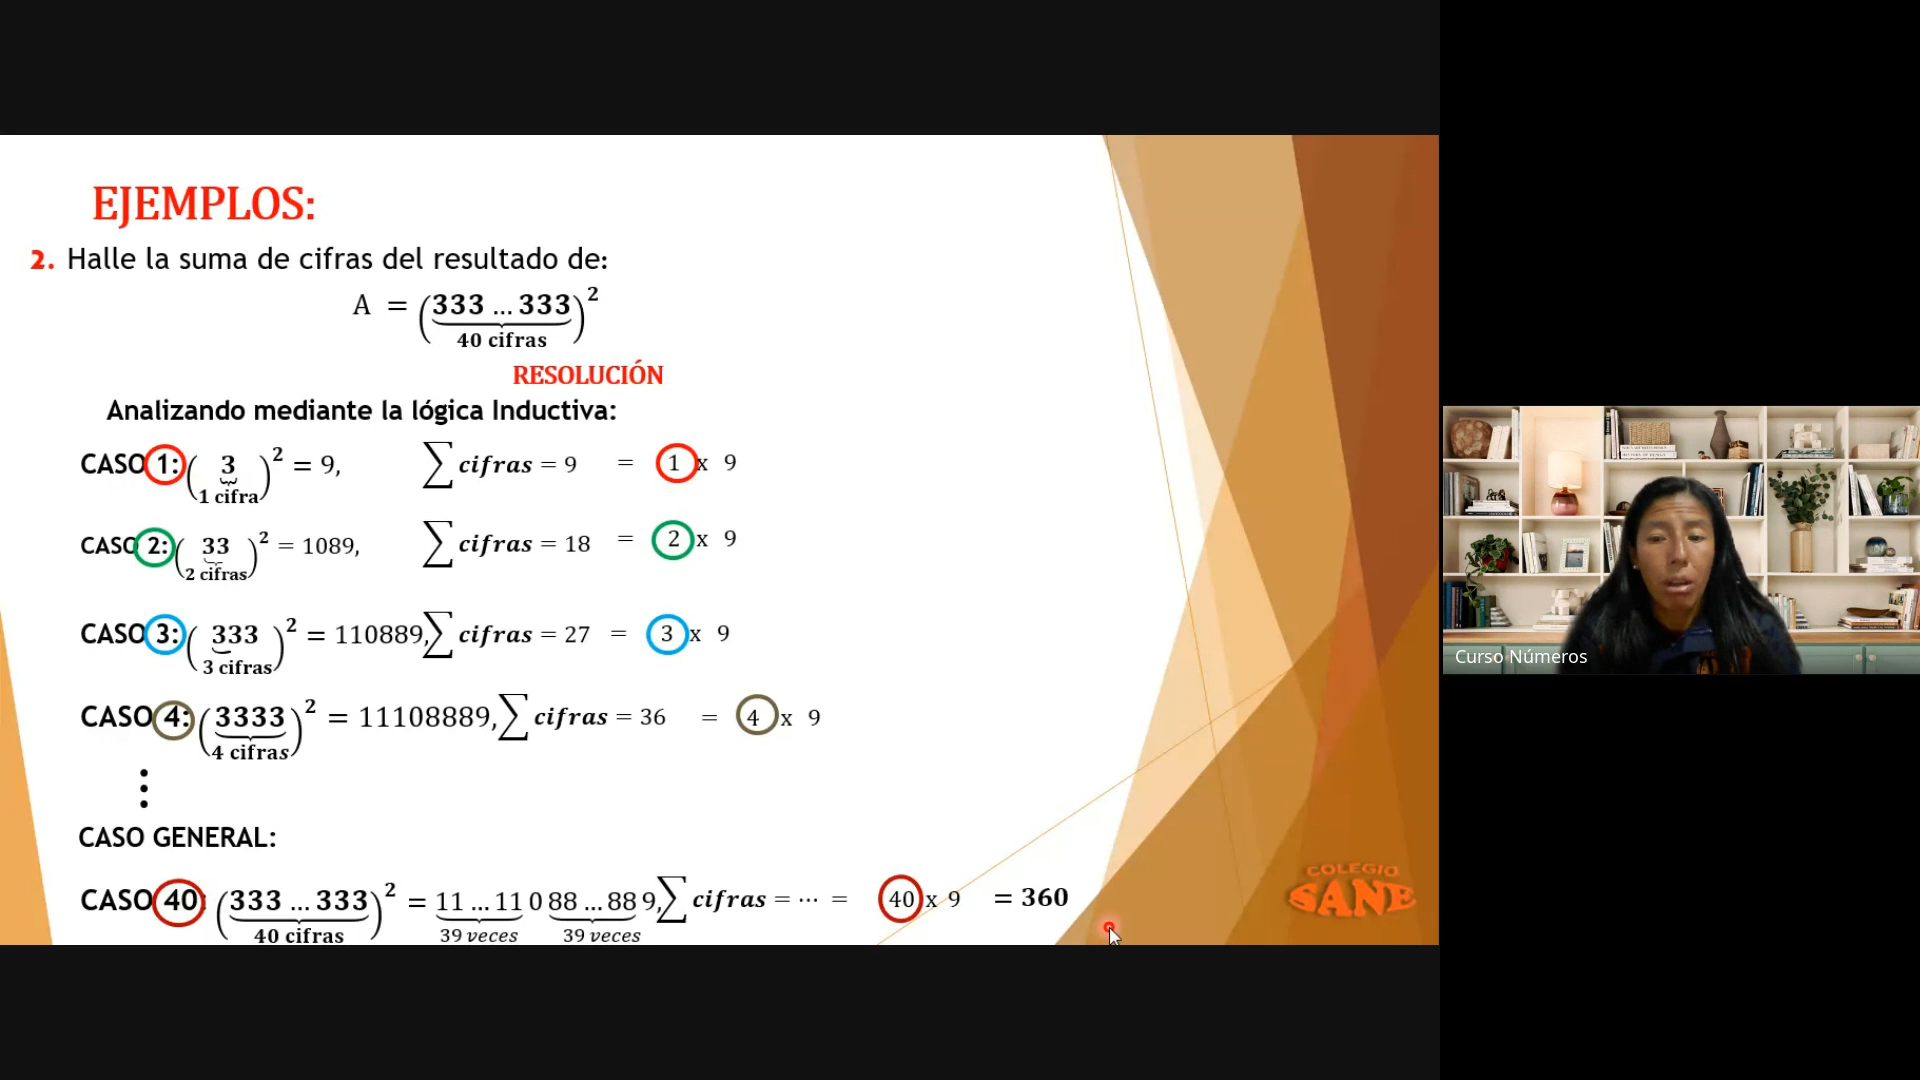 EJEMPLOS:
2. Halle la suma de cifras del resultado de:
A = (333 ... 333)²
40 cifras
RESOLUCIÓN
Analizando mediante la lógica Inductiva:
CASO 1: ( 3 )² = 9, ∑ cifras = 9 = 1 x 9
1 cifra
CASO 2: ( 33 )² = 1089, ∑ cifras = 18 = 2 x 9
2 cifras
CASO 3: ( 333 )² = 110889, ∑ cifras = 27 = 3 x 9
3 cifras
CASO 4: (3333)² = 11108889, ∑ cifras = 36 = 4 x 9
4 cifras
⋮
CASO GENERAL:
CASO 40: (333 ... 333)² = 11 ... 11 0 88 ... 88 9, ∑ cifras = ⋯ = 40 x 9 = 360
40 cifras 39 veces 39 veces
COLEGIO
SANE
Curso Números